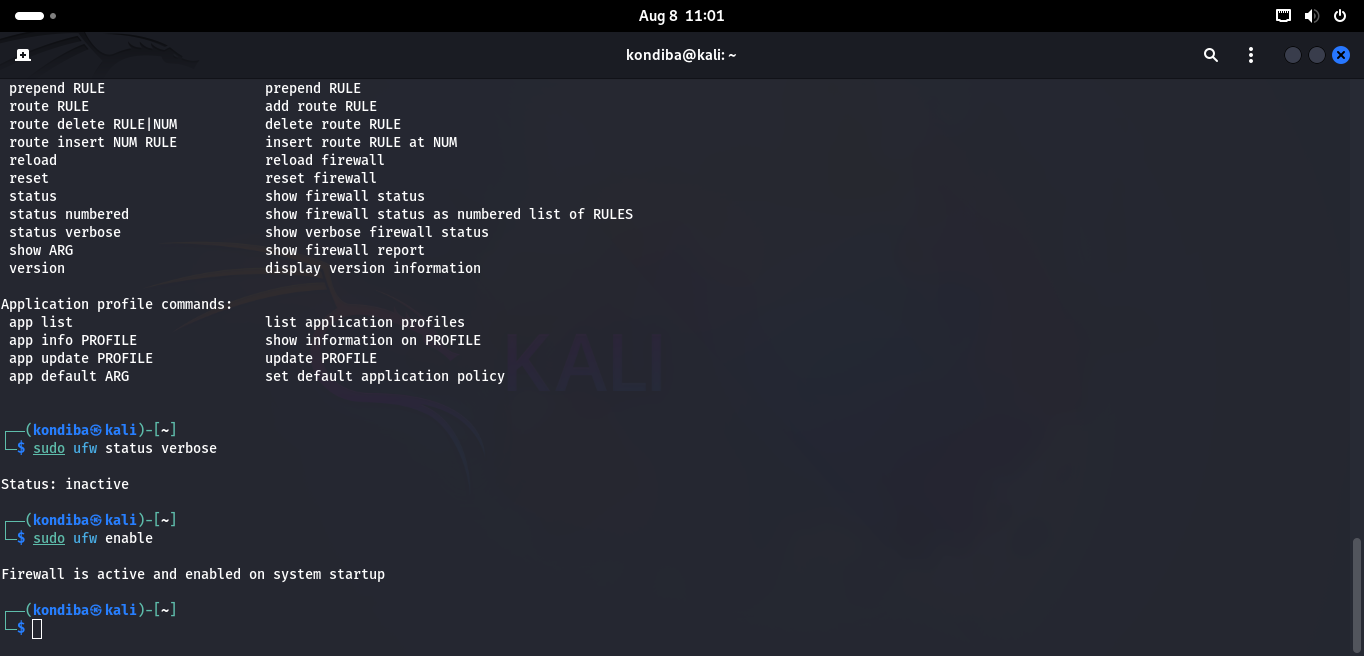 Aug 8 11:01
kondiba@kali: ~
prepend RULE                    prepend RULE
route RULE                      add route RULE
route delete RULE|NUM           delete route RULE
route insert NUM RULE           insert route RULE at NUM
reload                          reload firewall
reset                           reset firewall
status                          show firewall status
status numbered                 show firewall status as numbered list of RULES
status verbose                  show verbose firewall status
show ARG                        show firewall report
version                         display version information
Application profile commands:
app list                        list application profiles
app info PROFILE                show information on PROFILE
app update PROFILE              update PROFILE
app default ARG                 set default application policy
KALI
┌──(kondiba㉿kali)-[~]
└─$ sudo ufw status verbose
Status: inactive
┌──(kondiba㉿kali)-[~]
└─$ sudo ufw enable
Firewall is active and enabled on system startup
┌──(kondiba㉿kali)-[~]
└─$